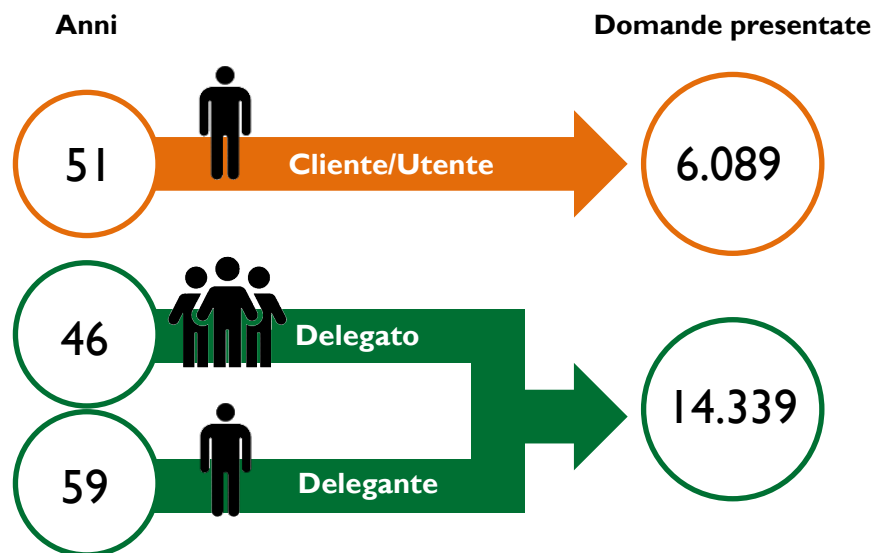 Anni
Domande presentate
51
Cliente/Utente
6.089
46
Delegato
14.339
59
Delegante